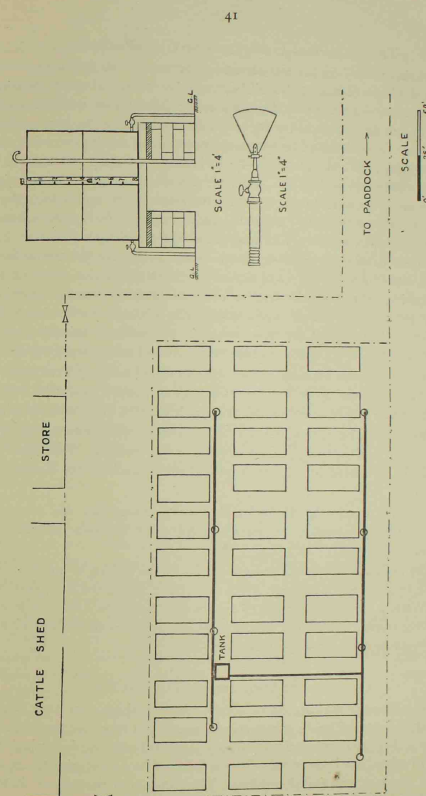 41
G.L.
G.L.
SCALE 1"= 4'
SCALE 1"= 4"
TO PADDOCK
SCALE
STORE
CATTLE SHED
TANK